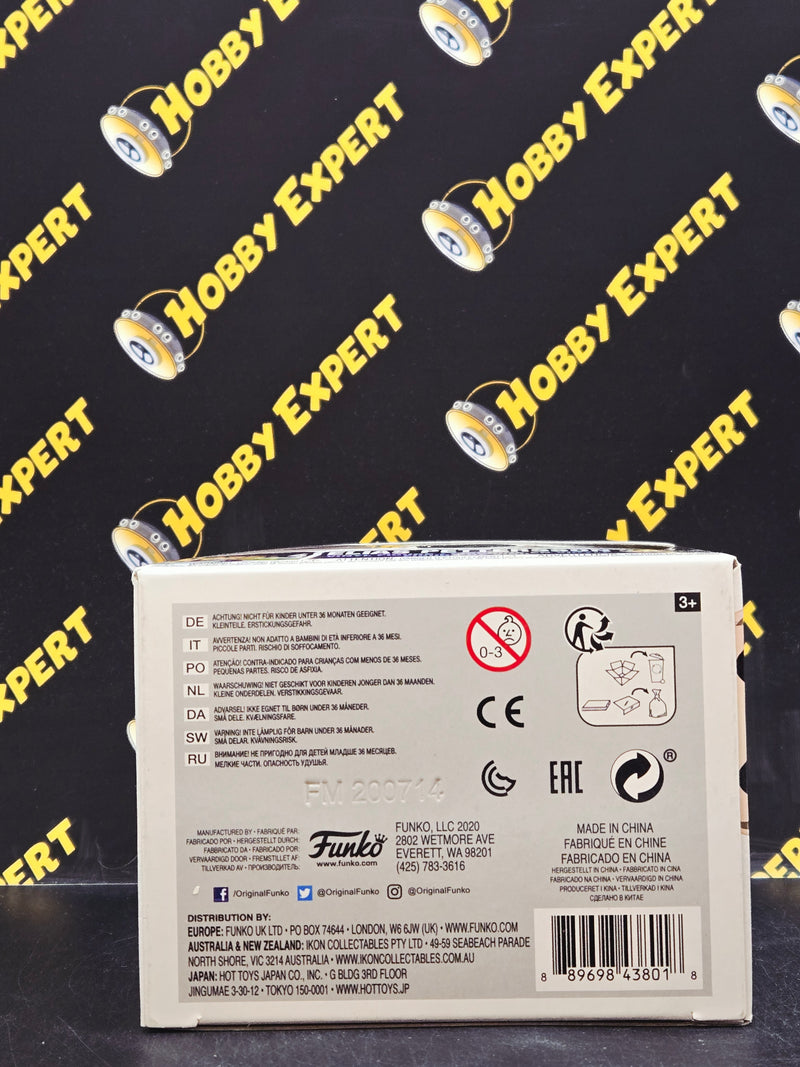 HOBBY EXPERT
HOBBY EXPERT
HOBBY EXPERT
HOBBY EXPERT
HOBBY EXPERT
HOBBY EXPERT
XPERT
EXPERT
XPERT
EXPERT
EXPERT
3+
DE ACHTUNG! NICHT FÜR KINDER UNTER 36 MONATEN GEEIGNET.
KLEINTEILE. ERSTICKUNGSGEFAHR.
IT AVVERTENZA! NON ADATTO A BAMBINI DI ETÀ INFERIORE A 36 MESI.
PICCOLE PARTI. RISCHIO DI SOFFOCAMENTO.
PO ATENÇÃO! CONTRA-INDICADO PARA CRIANÇAS COM MENOS DE 36 MESES.
PEQUENAS PARTES. RISCO DE ASFIXIA.
NL WAARSCHUWING! NIET GESCHIKT VOOR KINDEREN JONGER DAN 36 MAANDEN.
KLEINE ONDERDELEN. VERSTIKKINGSGEVAAR.
DA ADVARSEL! IKKE EGNET TIL BØRN UNDER 36 MÅNEDER.
SMÅ DELE. KVÆLNINGSFARE.
SW VARNING! INTE LÄMPLIG FÖR BARN UNDER 36 MÅNADER.
SMÅ DELAR. KVÄVNINGSRISK.
RU ВНИМАНИЕ! НЕ ПРИГОДНО ДЛЯ ДЕТЕЙ МЛАДШЕ 36 МЕСЯЦЕВ.
МЕЛКИЕ ЧАСТИ. ОПАСНОСТЬ УДУШЬЯ.
0-3
CE
EAC
®
FM 200714
MANUFACTURED BY • FABRIQUÉ PAR:
FABRICADO POR • HERGESTELLT DURCH:
FABBRICATO DA • FABRICADO POR:
VERVAARDIGD DOOR • FREMSTILLET AF:
TILLVERKAD AV • ПРОИЗВОДИТЕЛЬ:
Funko
www.funko.com
FUNKO, LLC 2020
2802 WETMORE AVE
EVERETT, WA 98201
(425) 783-3616
MADE IN CHINA
FABRIQUÉ EN CHINE
FABRICADO EN CHINA
HERGESTELLT IN CHINA • FABBRICATO IN CINA
FABRICADO NA CHINA • VERVAARDIGD IN CHINA
PRODUCERET I KINA • TILLVERKAD I KINA
СДЕЛАНО В КИТАЕ
f /OriginalFunko @OriginalFunko @OriginalFunko
DISTRIBUTION BY:
EUROPE: FUNKO UK LTD • PO BOX 74644 • LONDON, W6 6JW (UK) • WWW.FUNKO.COM
AUSTRALIA & NEW ZEALAND: IKON COLLECTABLES PTY LTD • 49-59 SEABEACH PARADE
NORTH SHORE, VIC 3214 AUSTRALIA • WWW.IKONCOLLECTABLES.COM.AU
JAPAN: HOT TOYS JAPAN CO., INC. • G BLDG 3RD FLOOR
JINGUMAE 3-30-12 • TOKYO 150-0001 • WWW.HOTTOYS.JP
8 89698 43801 8